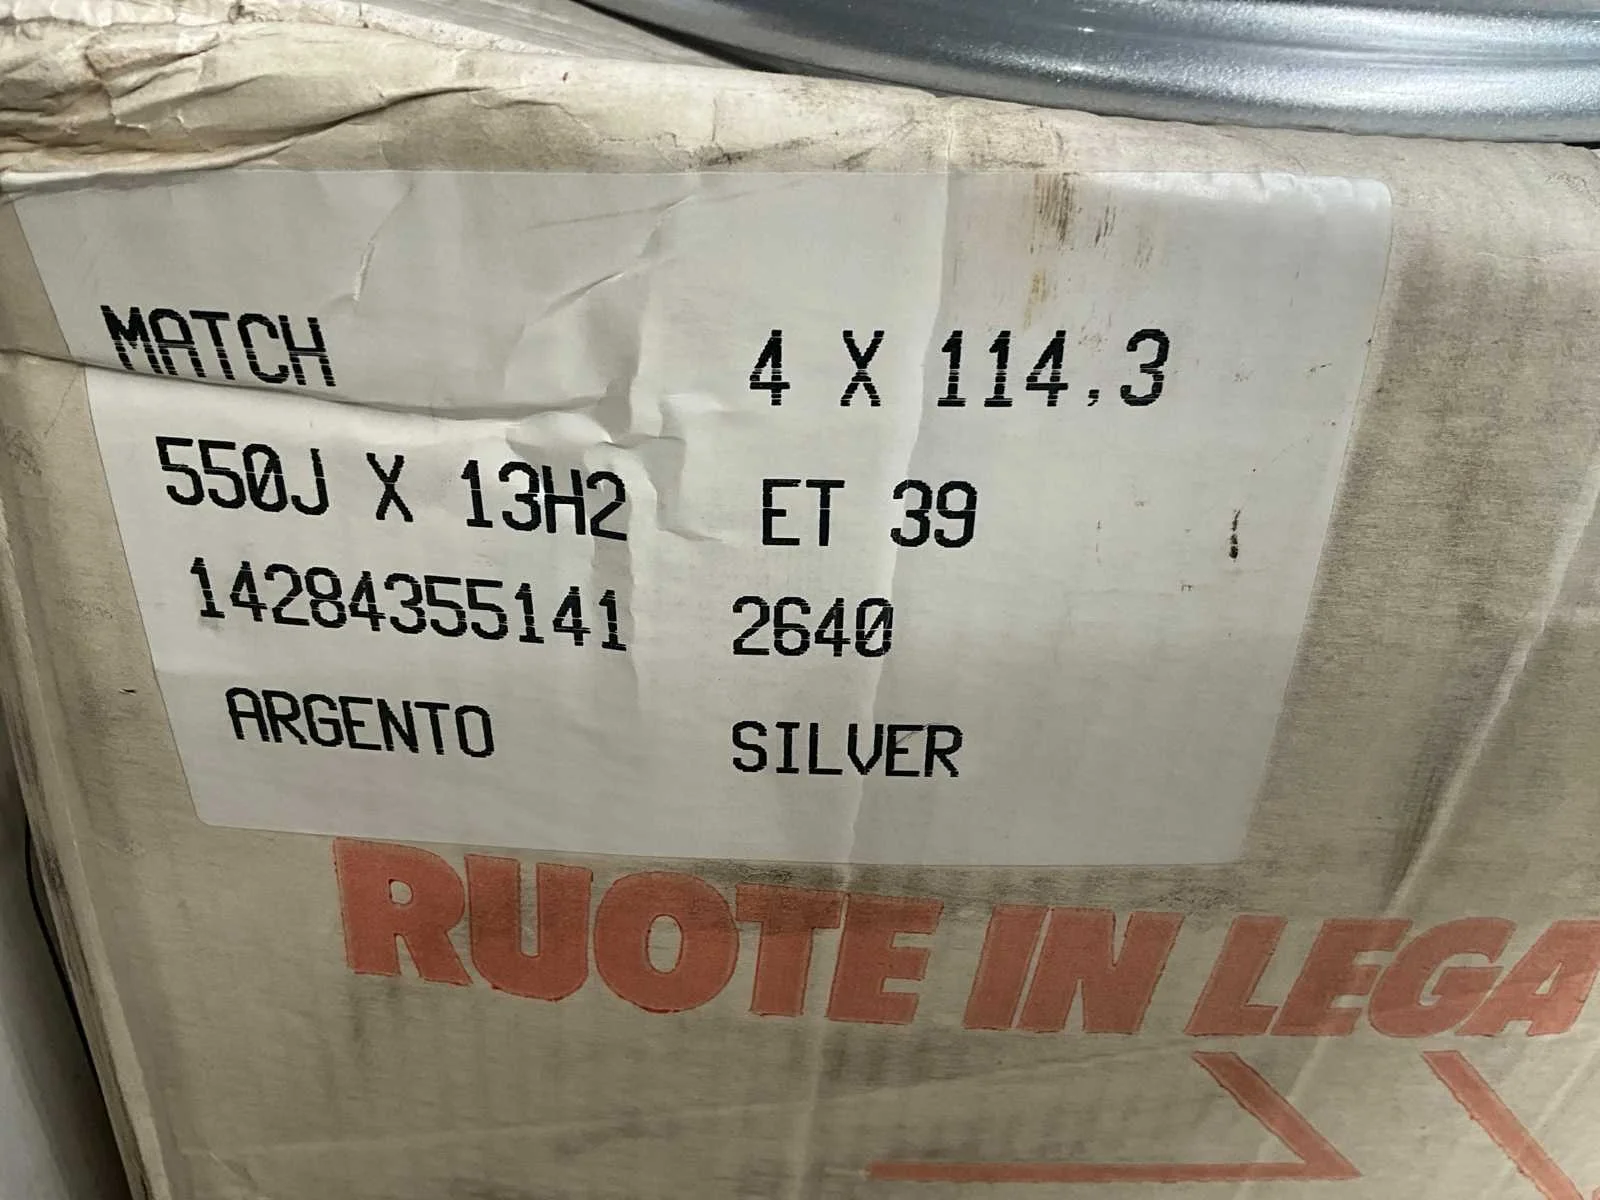 MATCH 4 X 114,3
550J X 13H2 ET 39
14284355141 2640
ARGENTO SILVER
RUOTE IN LEGA